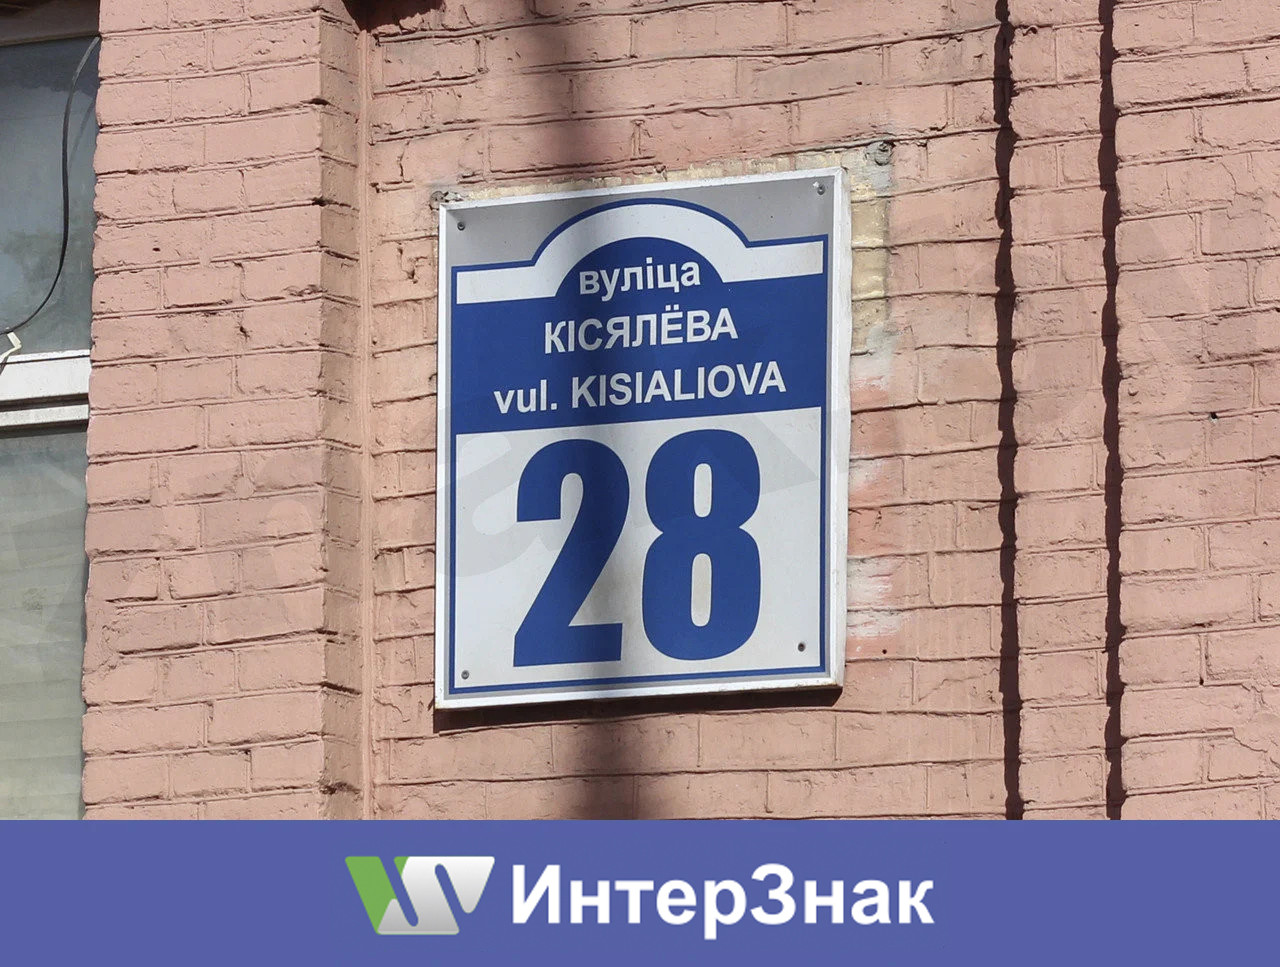 вуліца
КІСЯЛЁВА
vul. KISIALIOVA
28
ИнтерЗнак